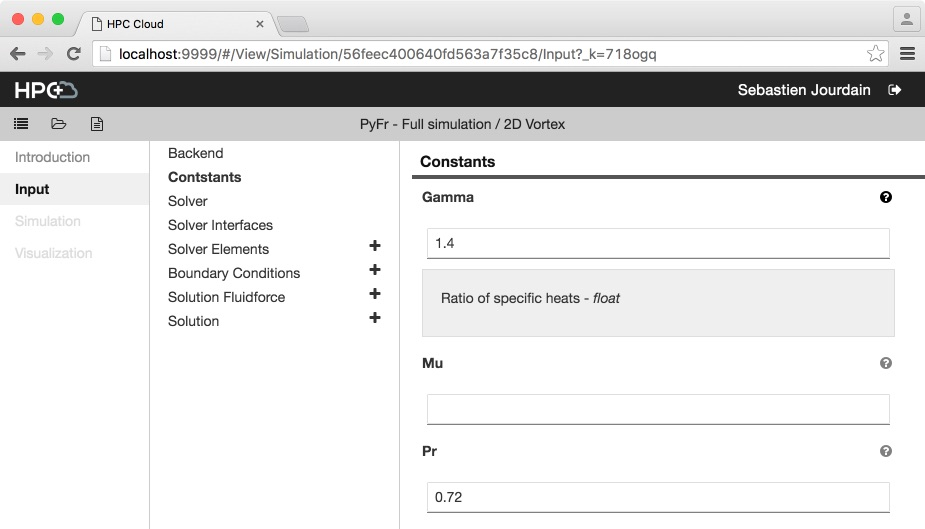 HPC Cloud
localhost:9999/#/View/Simulation/56feec400640fd563a7f35c8/Input?_k=718ogq
HPC
Sebastien Jourdain
PyFr - Full simulation / 2D Vortex
Introduction
Input
Simulation
Visualization
Backend
Contstants
Solver
Solver Interfaces
Solver Elements
Boundary Conditions
Solution Fluidforce
Solution
Constants
Gamma
1.4
Ratio of specific heats - float
Mu
Pr
0.72